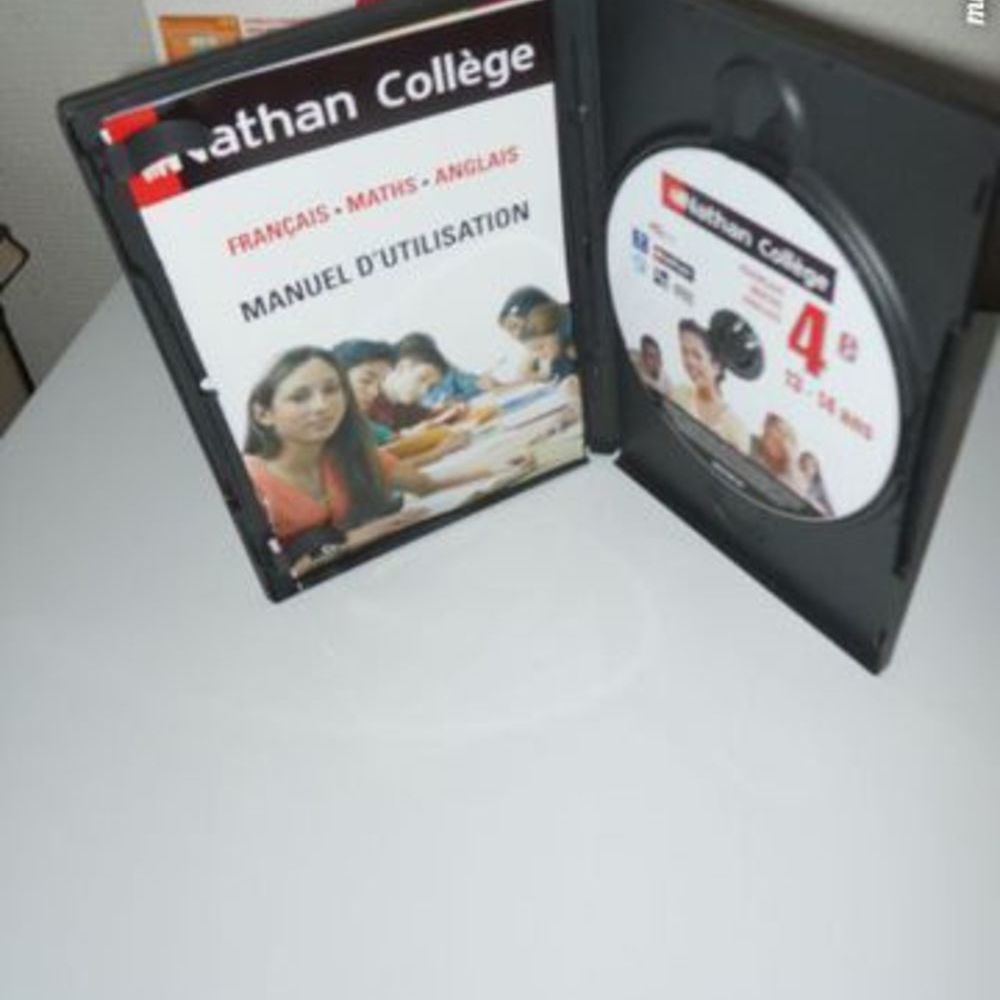 Nathan Collège
FRANÇAIS • MATHS • ANGLAIS
MANUEL D'UTILISATION
Nathan Collège
4e
13 - 14 ans